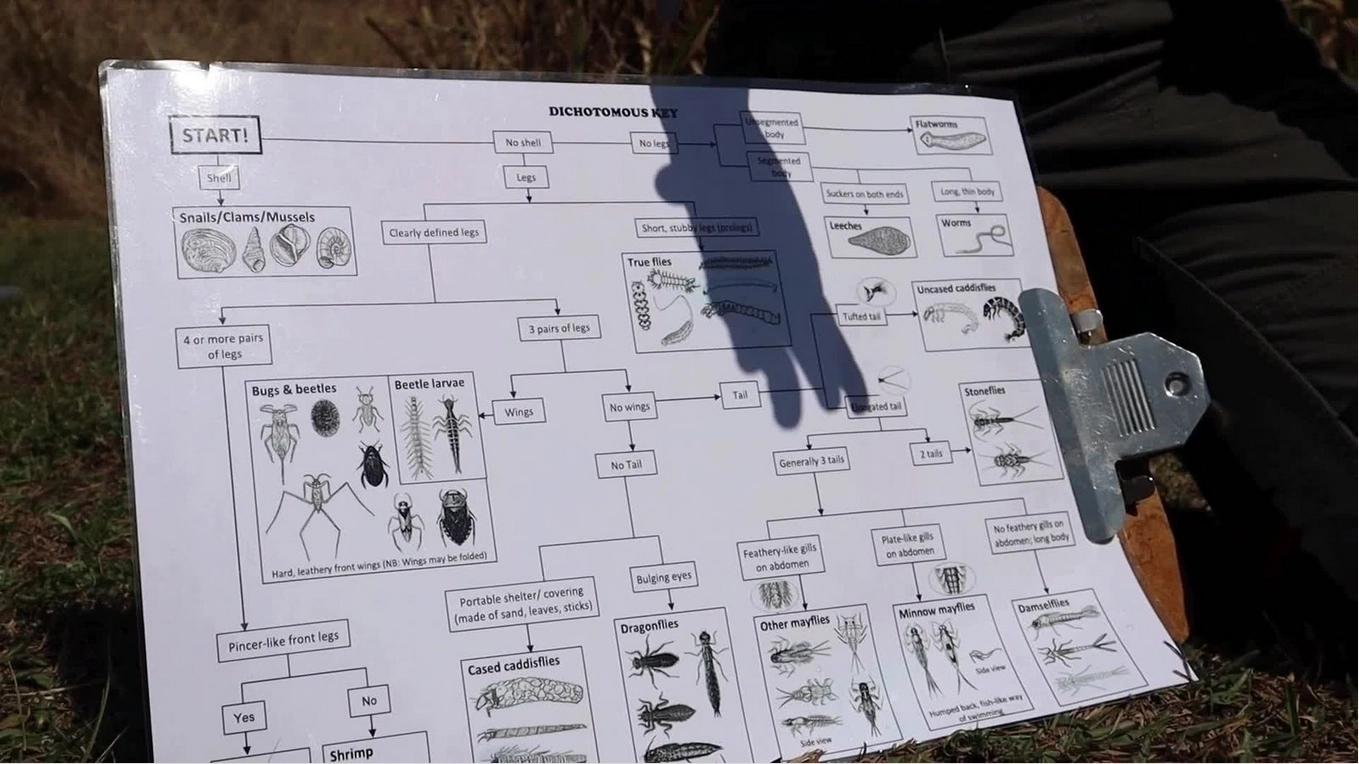 DICHOTOMOUS KEY
START!
No shell
No legs
Unsegmented
body
Flatworms
Segmented
body
Shell
Legs
Suckers on both ends
Long, thin body
Snails/Clams/Mussels
Clearly defined legs
Short, stubby legs (prologs)
Leeches
Worms
True flies
Uncased caddisflies
Tufted tail
4 or more pairs
of legs
3 pairs of legs
Bugs & beetles
Beetle larvae
Wings
No wings
Tail
Elongated tail
Stoneflies
No Tail
Generally 3 tails
2 tails
Hard, leathery front wings (NB: Wings may be folded)
Feathery-like gills
on abdomen
Plate-like gills
on abdomen
No feathery gills on
abdomen; long body
Portable shelter/ covering
(made of sand, leaves, sticks)
Bulging eyes
Pincer-like front legs
Cased caddisflies
Dragonflies
Other mayflies
Side view
Minnow mayflies
Side view
Humped back, fish-like way
of swimming
Damselflies
Yes
No
Shrimp